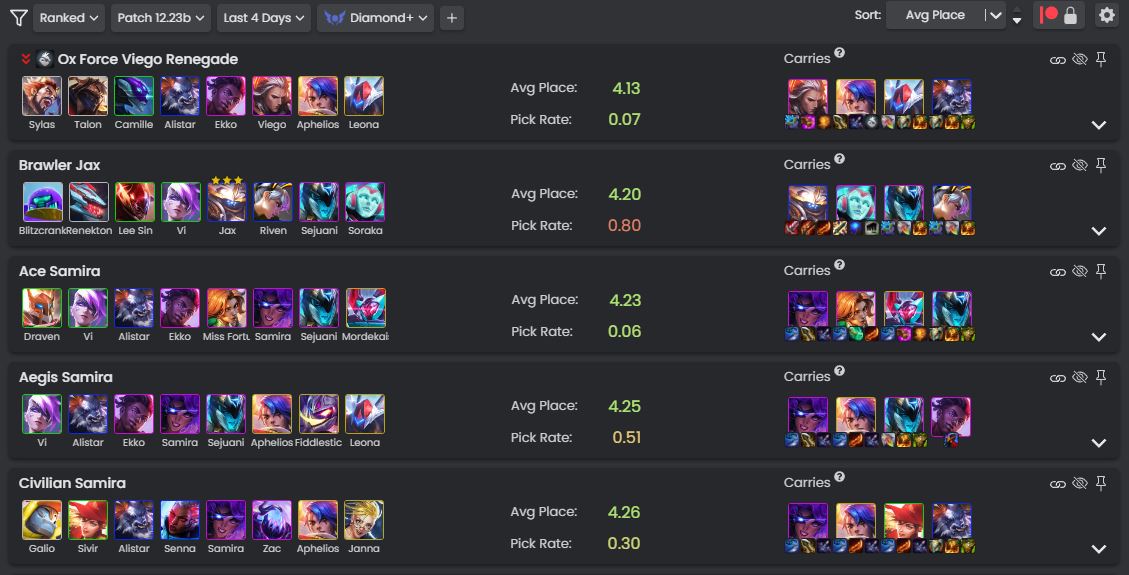 Ranked Patch 12.23b Last 4 Days Diamond+ + Sort: Avg Place
Ox Force Viego Renegade Carries ?
Avg Place: 4.13
Pick Rate: 0.07
Sylas Talon Camille Alistar Ekko Viego Aphelios Leona
Brawler Jax Carries ?
Avg Place: 4.20
Pick Rate: 0.80
Blitzcrank Renekton Lee Sin Vi Jax Riven Sejuani Soraka
Ace Samira Carries ?
Avg Place: 4.23
Pick Rate: 0.06
Draven Vi Alistar Ekko Miss Fortu Samira Sejuani Mordekais
Aegis Samira Carries ?
Avg Place: 4.25
Pick Rate: 0.51
Vi Alistar Ekko Samira Sejuani Aphelios Fiddlestic Leona
Civilian Samira Carries ?
Avg Place: 4.26
Pick Rate: 0.30
Galio Sivir Alistar Senna Samira Zac Aphelios Janna